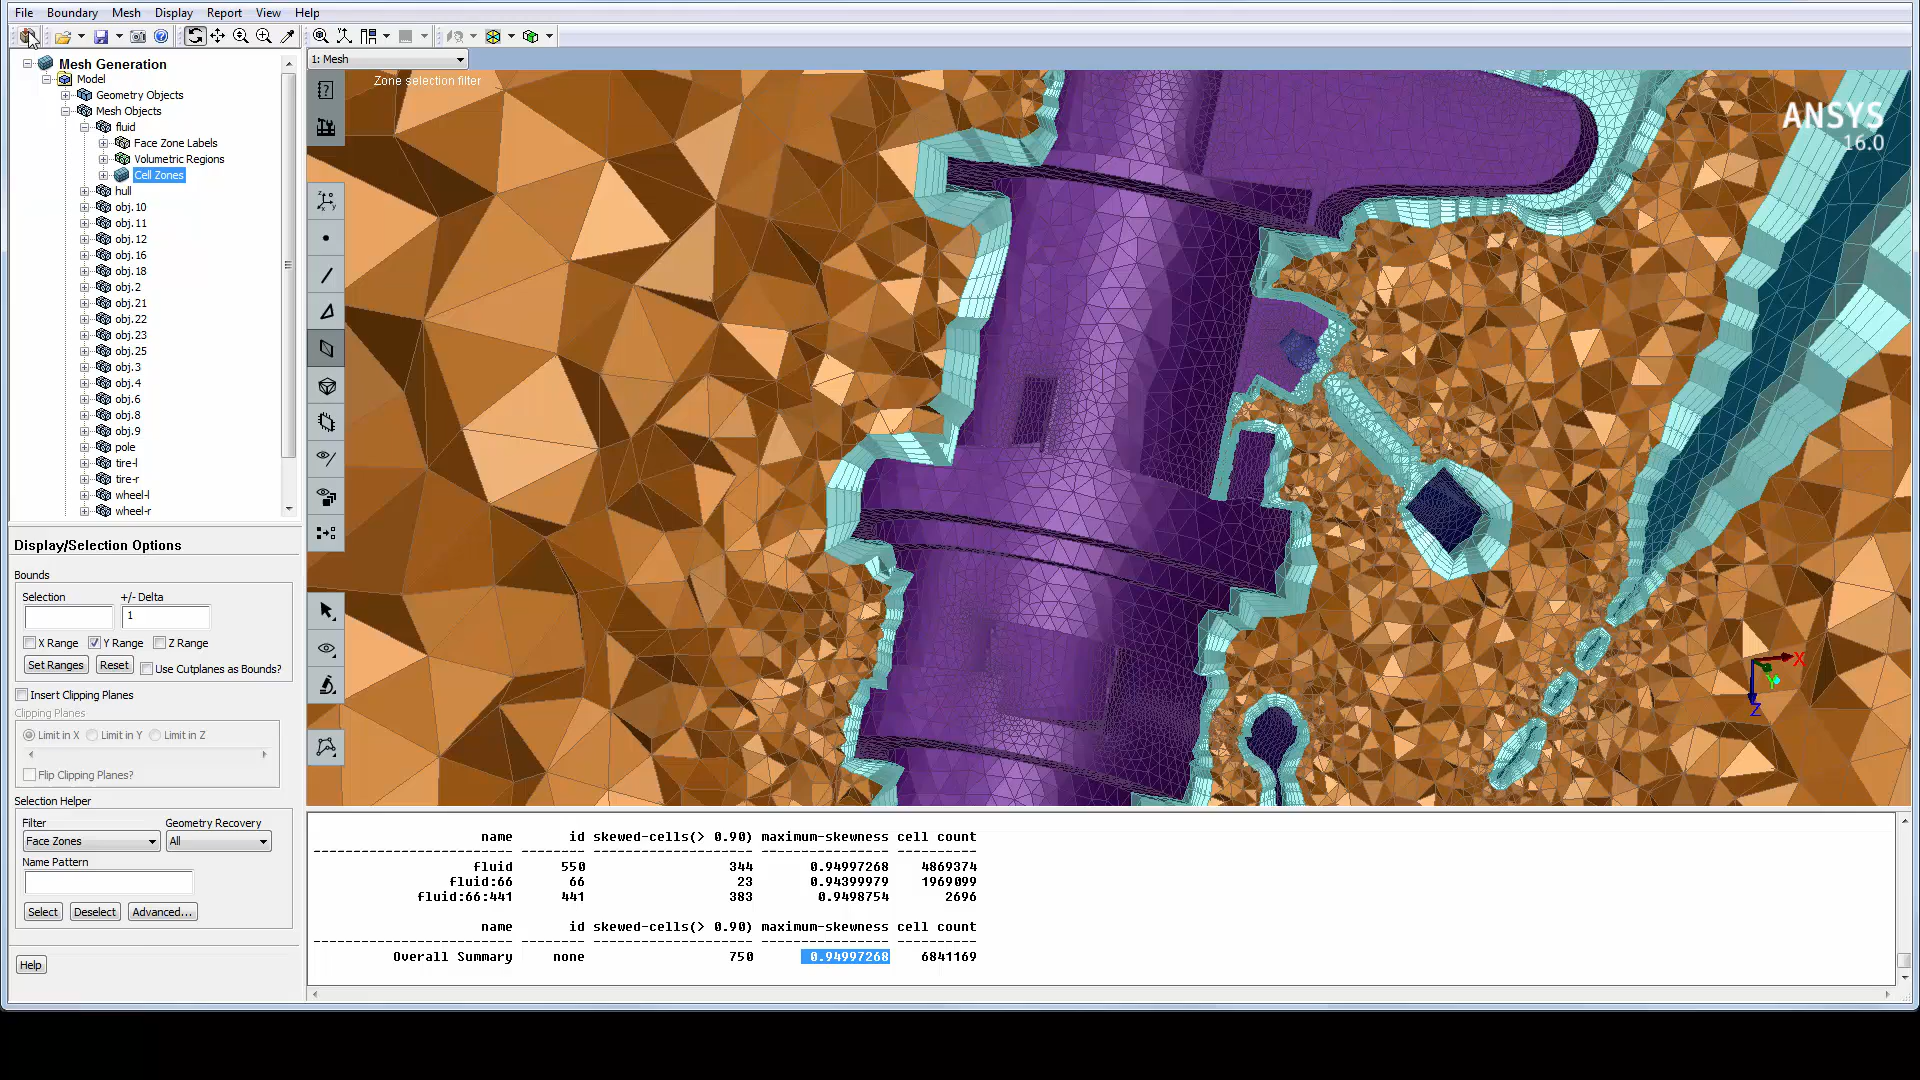 File Boundary Mesh Display Report View Help
1: Mesh
Zone selection filter
ANSYS
16.0
Mesh Generation
Model
Geometry Objects
Mesh Objects
fluid
Face Zone Labels
Volumetric Regions
Cell Zones
hull
obj.10
obj.11
obj.12
obj.16
obj.18
obj.2
obj.21
obj.22
obj.23
obj.25
obj.3
obj.4
obj.6
obj.8
obj.9
pole
tire-l
tire-r
wheel-l
wheel-r
Display/Selection Options
Bounds
Selection +/- Delta
1
X Range Y Range Z Range
Set Ranges Reset Use Cutplanes as Bounds?
Insert Clipping Planes
Clipping Planes
Limit in X Limit in Y Limit in Z
Flip Clipping Planes?
Selection Helper
Filter Geometry Recovery
Face Zones All
Name Pattern
Select Deselect Advanced...
Help
X
Y
Z
name id skewed-cells(> 0.90) maximum-skewness cell count
fluid 550 344 0.94997268 4869374
fluid:66 66 23 0.94399979 1969099
fluid:66:441 441 383 0.9498754 2696
name id skewed-cells(> 0.90) maximum-skewness cell count
Overall Summary none 750 0.94997268 6841169